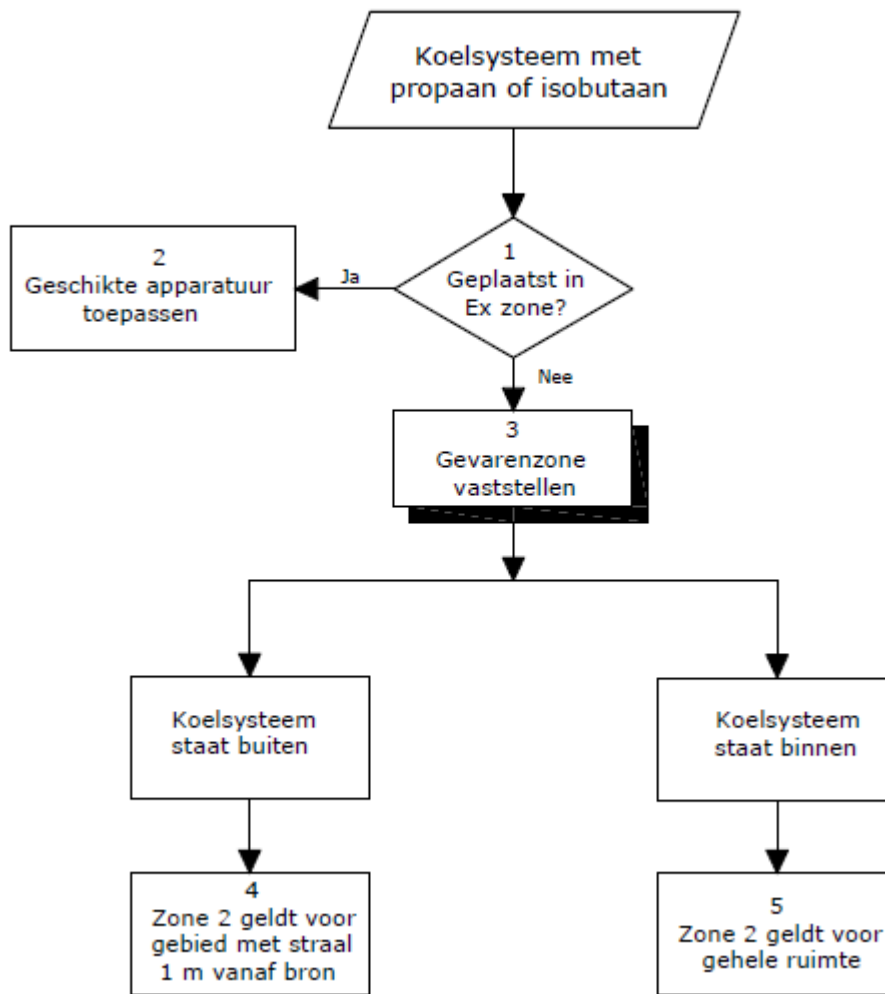 Koelsysteem met
propaan of isobutaan
1
Geplaatst in
Ex zone?
Ja
2
Geschikte apparatuur
toepassen
Nee
3
Gevarenzone
vaststellen
Koelsysteem
staat buiten
Koelsysteem
staat binnen
4
Zone 2 geldt voor
gebied met straal
1 m vanaf bron
5
Zone 2 geldt voor
gehele ruimte